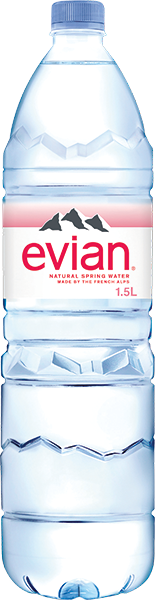 evian®
NATURAL SPRING WATER
MADE BY THE FRENCH ALPS
1.5L